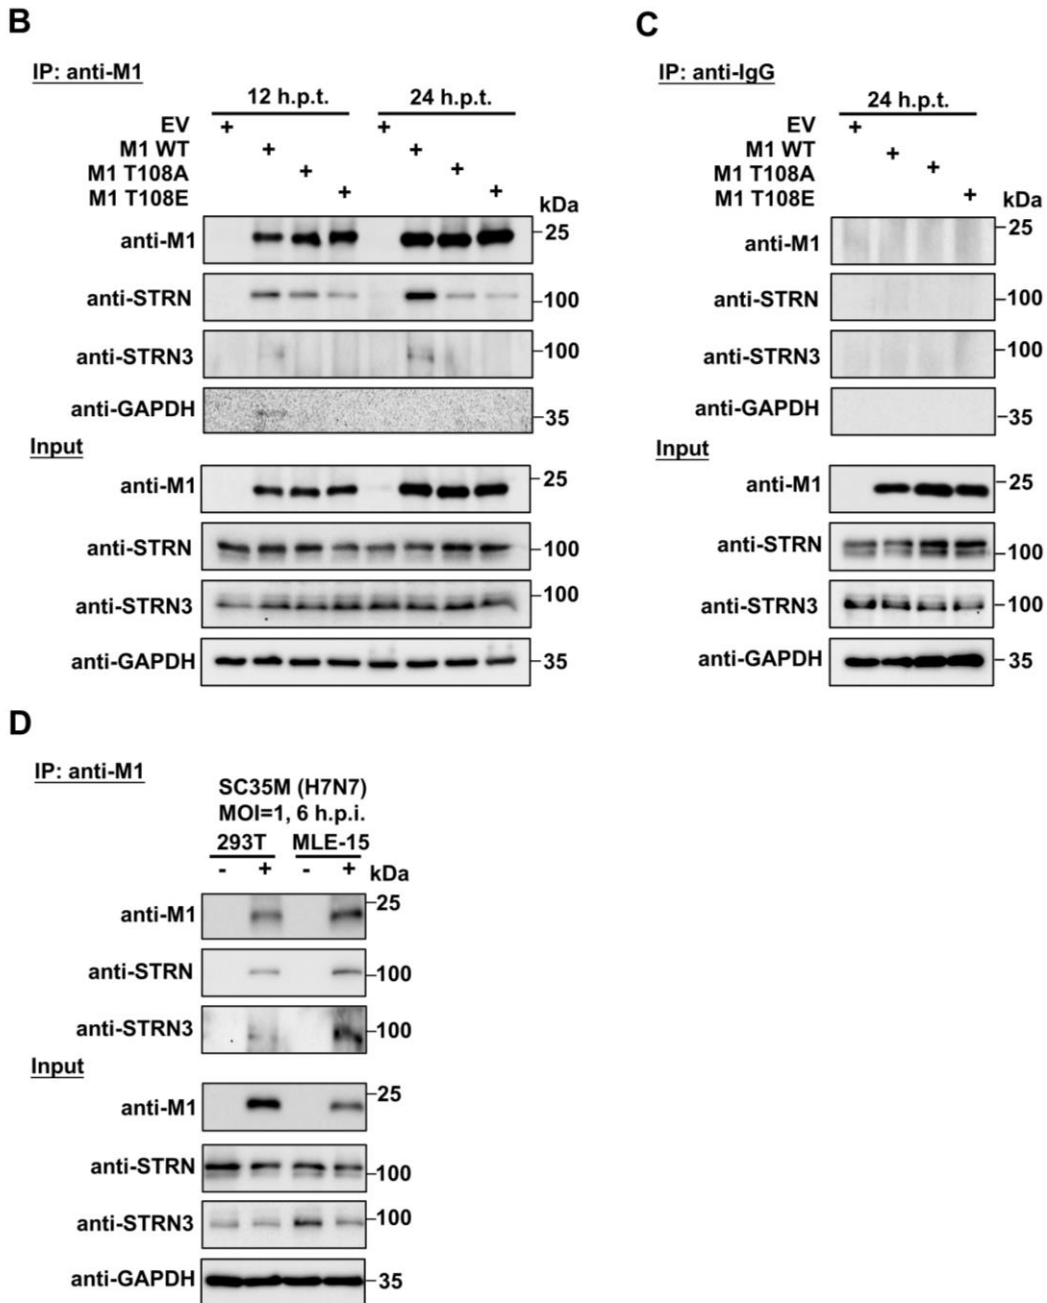 B
IP: anti-M1
12 h.p.t. 24 h.p.t.
EV + +
M1 WT + +
M1 T108A + +
M1 T108E + +
kDa
anti-M1 25
anti-STRN 100
anti-STRN3 100
anti-GAPDH 35
Input
anti-M1 25
anti-STRN 100
anti-STRN3 100
anti-GAPDH 35
C
IP: anti-IgG
24 h.p.t.
EV +
M1 WT +
M1 T108A +
M1 T108E +
kDa
anti-M1 25
anti-STRN 100
anti-STRN3 100
anti-GAPDH 35
Input
anti-M1 25
anti-STRN 100
anti-STRN3 100
anti-GAPDH 35
D
IP: anti-M1
SC35M (H7N7)
MOI=1, 6 h.p.i.
293T MLE-15
- + - + kDa
anti-M1 25
anti-STRN 100
anti-STRN3 100
Input
anti-M1 25
anti-STRN 100
anti-STRN3 100
anti-GAPDH 35